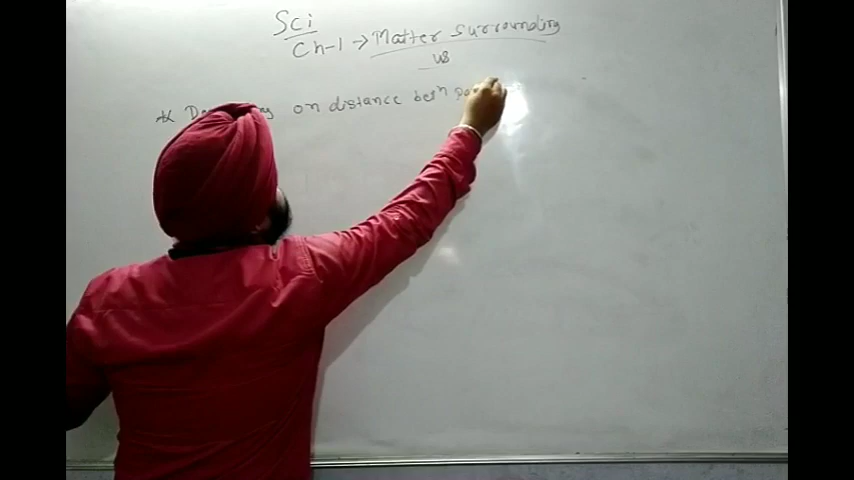 Sci
Ch-1 → Matter Surrounding
us
on distance betn